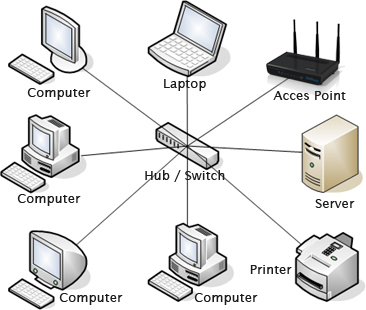 Computer
Laptop
Acces Point
Computer
Hub / Switch
Server
Computer
Computer
Printer